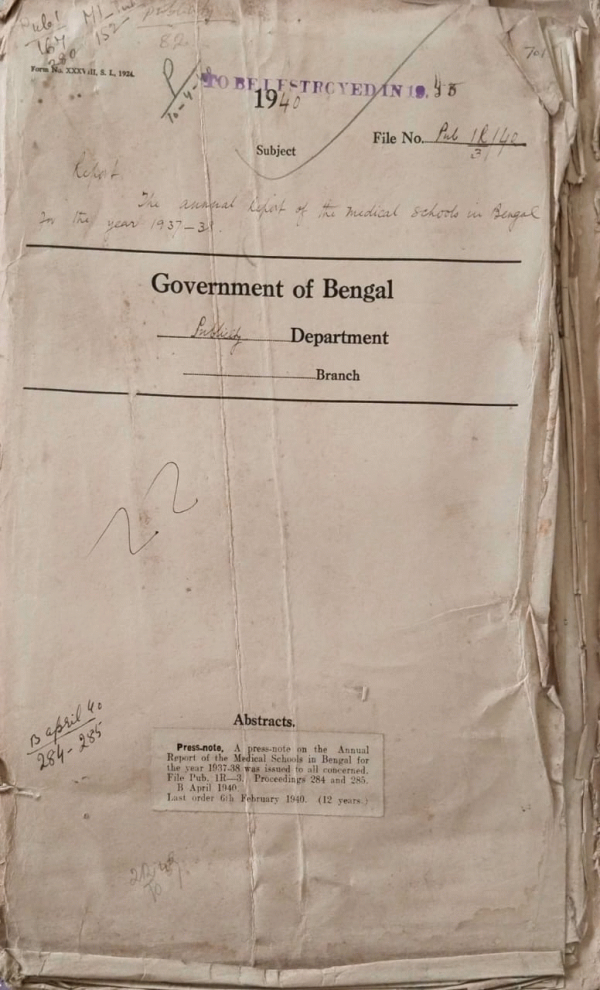 Form No. XXXVIII, S. I., 1924.
TO BE DESTROYED IN 19
1940
File No. Pub 1R/40
3
Subject
Report.
The annual report of the medical schools in Bengal
for the year 1937-38.
Government of Bengal
Publicity Department
Branch
B April 40
284-285
Abstracts.
Press-note. A press-note on the Annual
Report of the Medical Schools in Bengal for
the year 1937-38 was issued to all concerned.
File Pub. 1R—3. Proceedings 284 and 285.
B April 1940.
Last order 6th February 1940. (12 years.)